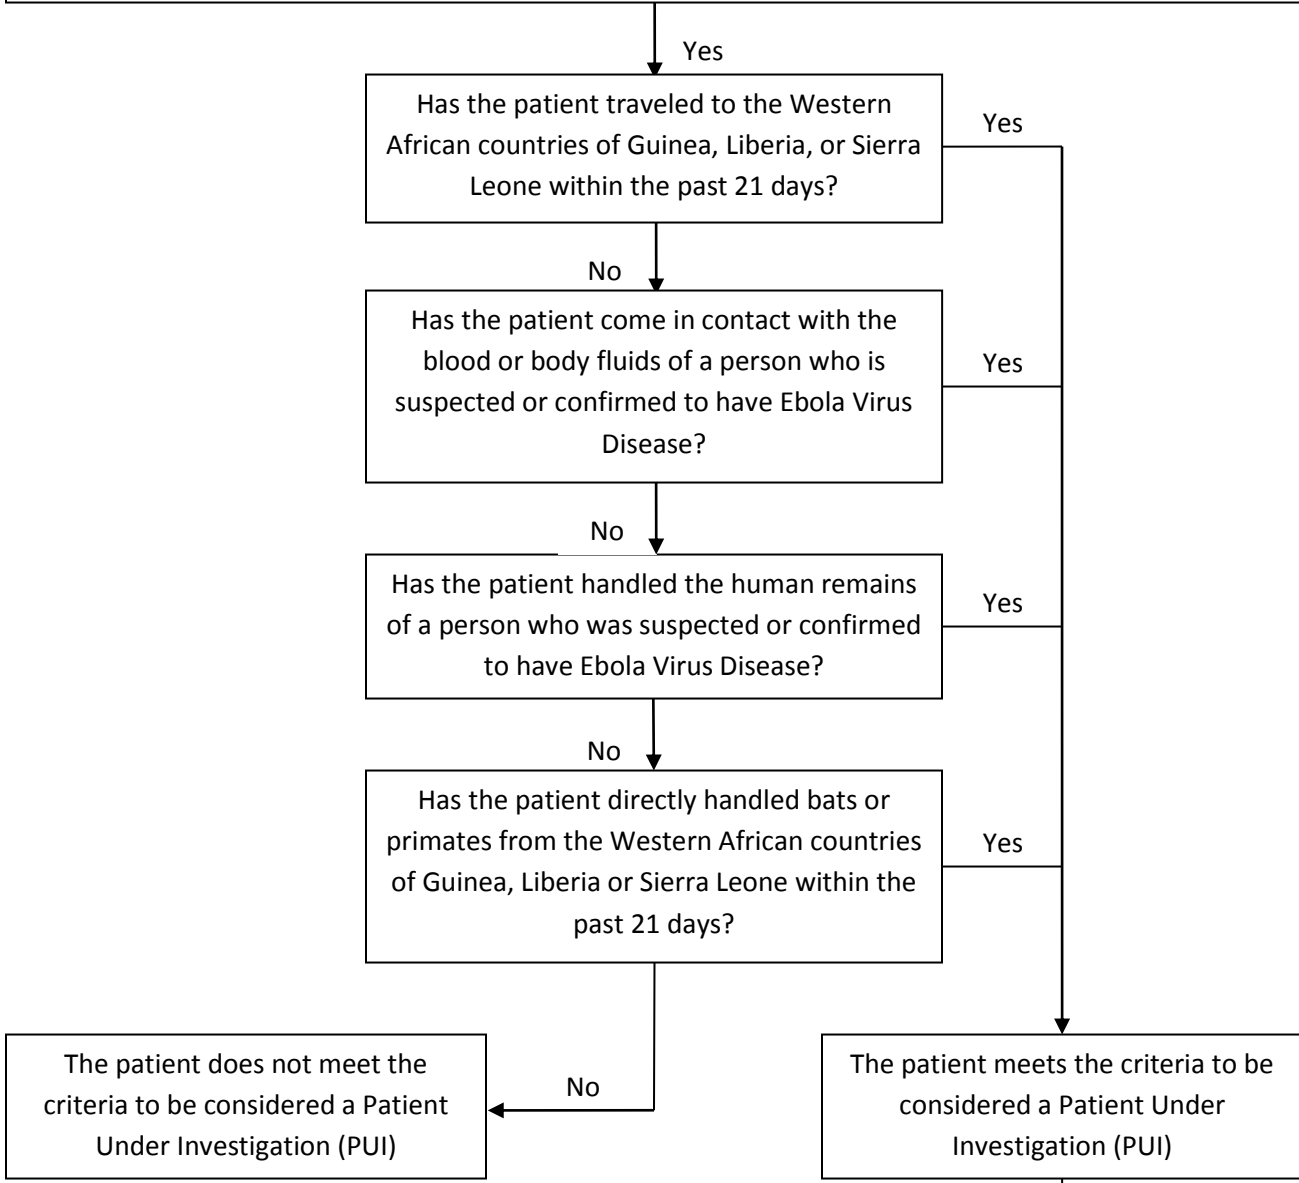 Yes
Has the patient traveled to the Western
African countries of Guinea, Liberia, or Sierra
Leone within the past 21 days?
Yes
No
Has the patient come in contact with the
blood or body fluids of a person who is
suspected or confirmed to have Ebola Virus
Disease?
Yes
No
Has the patient handled the human remains
of a person who was suspected or confirmed
to have Ebola Virus Disease?
Yes
No
Has the patient directly handled bats or
primates from the Western African countries
of Guinea, Liberia or Sierra Leone within the
past 21 days?
Yes
No
The patient does not meet the
criteria to be considered a Patient
Under Investigation (PUI)
The patient meets the criteria to be
considered a Patient Under
Investigation (PUI)